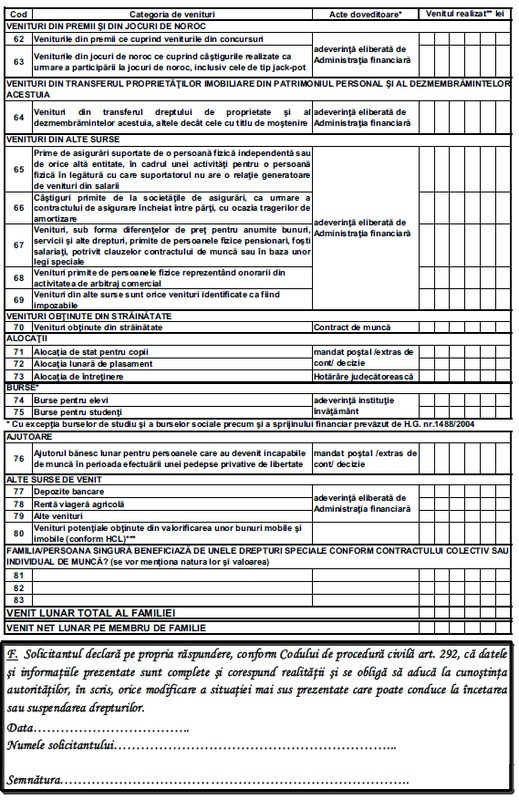 Cod Categoria de venituri Acte doveditoare* Venitul realizat** lei
VENITURI DIN PREMII ŞI DIN JOCURI DE NOROC
62 Veniturile din premii ce cuprind veniturile din concursuri
63 Veniturile din jocuri de noroc ce cuprind câştigurile realizate ca
urmare a participării la jocuri de noroc, inclusiv cele de tip jack-pot
adeverinţă eliberată de
Administraţia financiară
VENITURI DIN TRANSFERUL PROPRIETĂŢILOR IMOBILIARE DIN PATRIMONIUL PERSONAL ŞI AL DEZMEMBRĂMINTELOR
ACESTUIA
64 Venituri din transferul dreptului de proprietate şi al
dezmembrămintelor acestuia, altele decât cele cu titlu de moştenire
adeverinţă eliberată de
Administraţia financiară
VENITURI DIN ALTE SURSE
65 Prime de asigurări suportate de o persoană fizică independentă sau
de orice altă entitate, în cadrul unei activităţi pentru o persoană
fizică în legătură cu care suportatorul nu are o relaţie generatoare
de venituri din salarii
66 Câştiguri primite de la societăţile de asigurări, ca urmare a
contractului de asigurare încheiat între părţi, cu ocazia tragerilor de
amortizare
67 Venituri, sub forma diferenţelor de preţ pentru anumite bunuri,
servicii şi alte drepturi, primite de persoanele fizice pensionari, foşti
salariaţi, potrivit clauzelor contractului de muncă sau în baza unor
legi speciale
68 Venituri primite de persoanele fizice reprezentând onorarii din
activitatea de arbitraj comercial
69 Venituri din alte surse sunt orice venituri identificate ca fiind
impozabile
adeverinţă eliberată de
Administraţia financiară
VENITURI OBŢINUTE DIN STRĂINĂTATE
70 Venituri obţinute din străinătate Contract de muncă
ALOCAŢII
71 Alocaţia de stat pentru copii
72 Alocaţia lunară de plasament
mandat poştal /extras de
cont/ decizie
73 Alocaţia de întreţinere Hotărâre judecătorească
BURSE*
74 Burse pentru elevi
75 Burse pentru studenţi
adeverinţă instituţie
învăţământ
* Cu excepţia burselor de studiu şi a burselor sociale precum şi a sprijinului financiar prevăzut de H.G. nr.1488/2004
AJUTOARE
76 Ajutorul bănesc lunar pentru persoanele care au devenit incapabile
de muncă în perioada efectuării unei pedepse privative de libertate
mandat poştal /extras de
cont/ decizie
ALTE SURSE DE VENIT
77 Depozite bancare
78 Rentă viageră agricolă
79 Alte venituri
80 Venituri potenţiale obţinute din valorificarea unor bunuri mobile şi
imobile (conform HCL)***
adeverinţă eliberată de
Administraţia financiară
FAMILIA/PERSOANA SINGURĂ BENEFICIAZĂ DE UNELE DREPTURI SPECIALE CONFORM CONTRACTULUI COLECTIV SAU
INDIVIDUAL DE MUNCĂ? (se vor menţiona natura lor şi valoarea)
81
82
83
VENIT LUNAR TOTAL AL FAMILIEI
VENIT NET LUNAR PE MEMBRU DE FAMILIE
F. Solicitantul declară pe propria răspundere, conform Codului de procedură civilă art. 292, că datele
şi informaţiile prezentate sunt complete şi corespund realităţii şi se obligă să aducă la cunoştinţa
autorităţilor, în scris, orice modificare a situaţiei mai sus prezentate care poate conduce la încetarea
sau suspendarea drepturilor.
Data……………………………..
Numele solicitantului………………………………………………………..
Semnătura…………………………………………………………………….